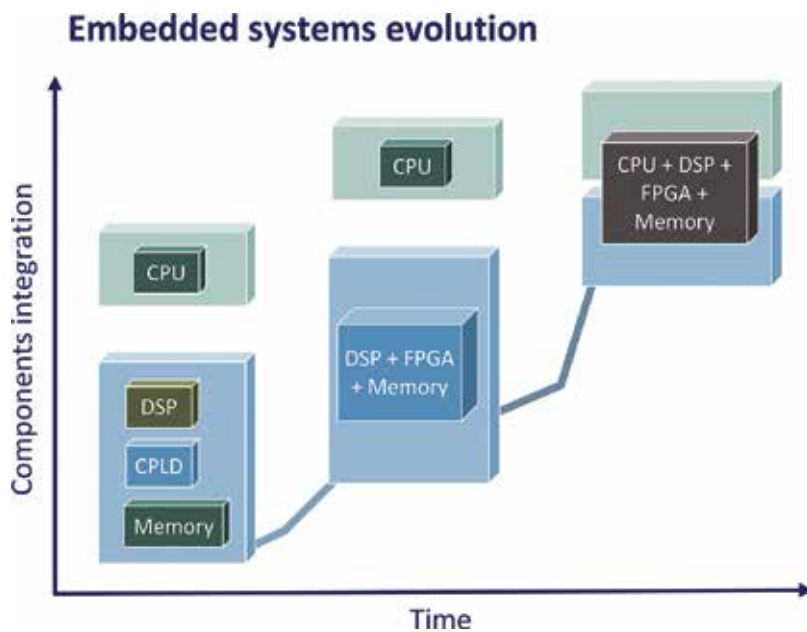 Embedded systems evolution
Components integration
CPU
DSP
CPLD
Memory
CPU
DSP + FPGA
+ Memory
CPU + DSP +
FPGA +
Memory
Time